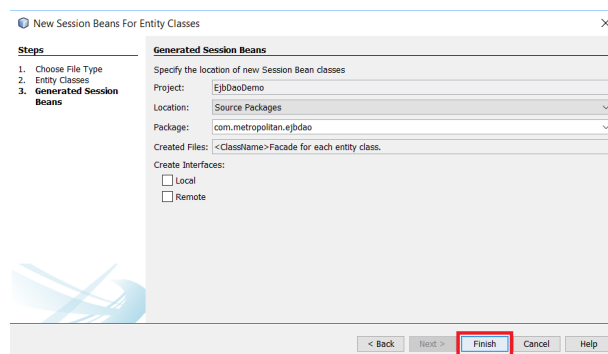 New Session Beans For Entity Classes
Steps
1. Choose File Type
2. Entity Classes
3. Generated Session
Beans
Generated Session Beans
Specify the location of new Session Bean classes
Project: EjbDaoDemo
Location: Source Packages
Package: com.metropolitan.ejbdao
Created Files: <ClassName>Facade for each entity class.
Create Interfaces:
Local
Remote
< Back Next > Finish Cancel Help